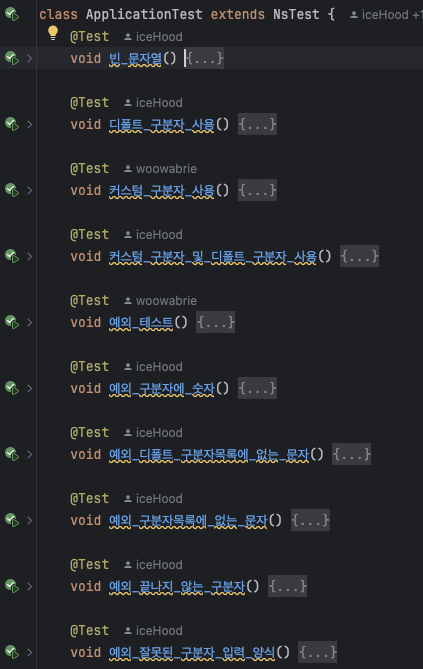 class ApplicationTest extends NsTest { iceHood +1
@Test iceHood
void 빈_문자열() {...}
@Test iceHood
void 디폴트_구분자_사용() {...}
@Test woowabrie
void 커스텀_구분자_사용() {...}
@Test iceHood
void 커스텀_구분자_및_디폴트_구분자_사용() {...}
@Test woowabrie
void 예외_테스트() {...}
@Test iceHood
void 예외_구분자에_숫자() {...}
@Test iceHood
void 예외_디폴트_구분자목록에_없는_문자() {...}
@Test iceHood
void 예외_구분자목록에_없는_문자() {...}
@Test iceHood
void 예외_끝나지_않는_구분자() {...}
@Test iceHood
void 예외_잘못된_구분자_입력_양식() {...}